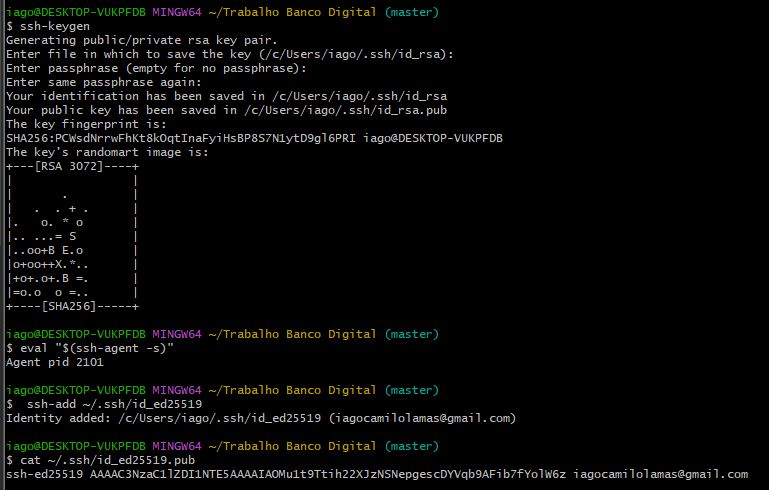 iago@DESKTOP-VUKPFDB MINGW64 ~/Trabalho Banco Digital (master)
$ ssh-keygen
Generating public/private rsa key pair.
Enter file in which to save the key (/c/Users/iago/.ssh/id_rsa):
Enter passphrase (empty for no passphrase):
Enter same passphrase again:
Your identification has been saved in /c/Users/iago/.ssh/id_rsa
Your public key has been saved in /c/Users/iago/.ssh/id_rsa.pub
The key fingerprint is:
SHA256:PCWsdNrrwFhKt8kOqtInaFyiHsBP8S7N1ytD9gl6PRI iago@DESKTOP-VUKPFDB
The key's randomart image is:
+---[RSA 3072]----+
|                 |
|       .         |
|   .  . + .      |
|.   o. * o       |
|.. ...= S        |
|..oo+B E.o       |
|o+oo++X.*..      |
|+o+.o+.B =.      |
|=o.o  o =..      |
+----[SHA256]-----+
iago@DESKTOP-VUKPFDB MINGW64 ~/Trabalho Banco Digital (master)
$ eval "$(ssh-agent -s)"
Agent pid 2101
iago@DESKTOP-VUKPFDB MINGW64 ~/Trabalho Banco Digital (master)
$  ssh-add ~/.ssh/id_ed25519
Identity added: /c/Users/iago/.ssh/id_ed25519 (iagocamilolamas@gmail.com)
iago@DESKTOP-VUKPFDB MINGW64 ~/Trabalho Banco Digital (master)
$ cat ~/.ssh/id_ed25519.pub
ssh-ed25519 AAAAC3NzaC1lZDI1NTE5AAAAIAOMu1t9Ttih22XJzNSNepgescDYVqb9AFib7fYolW6z iagocamilolamas@gmail.com